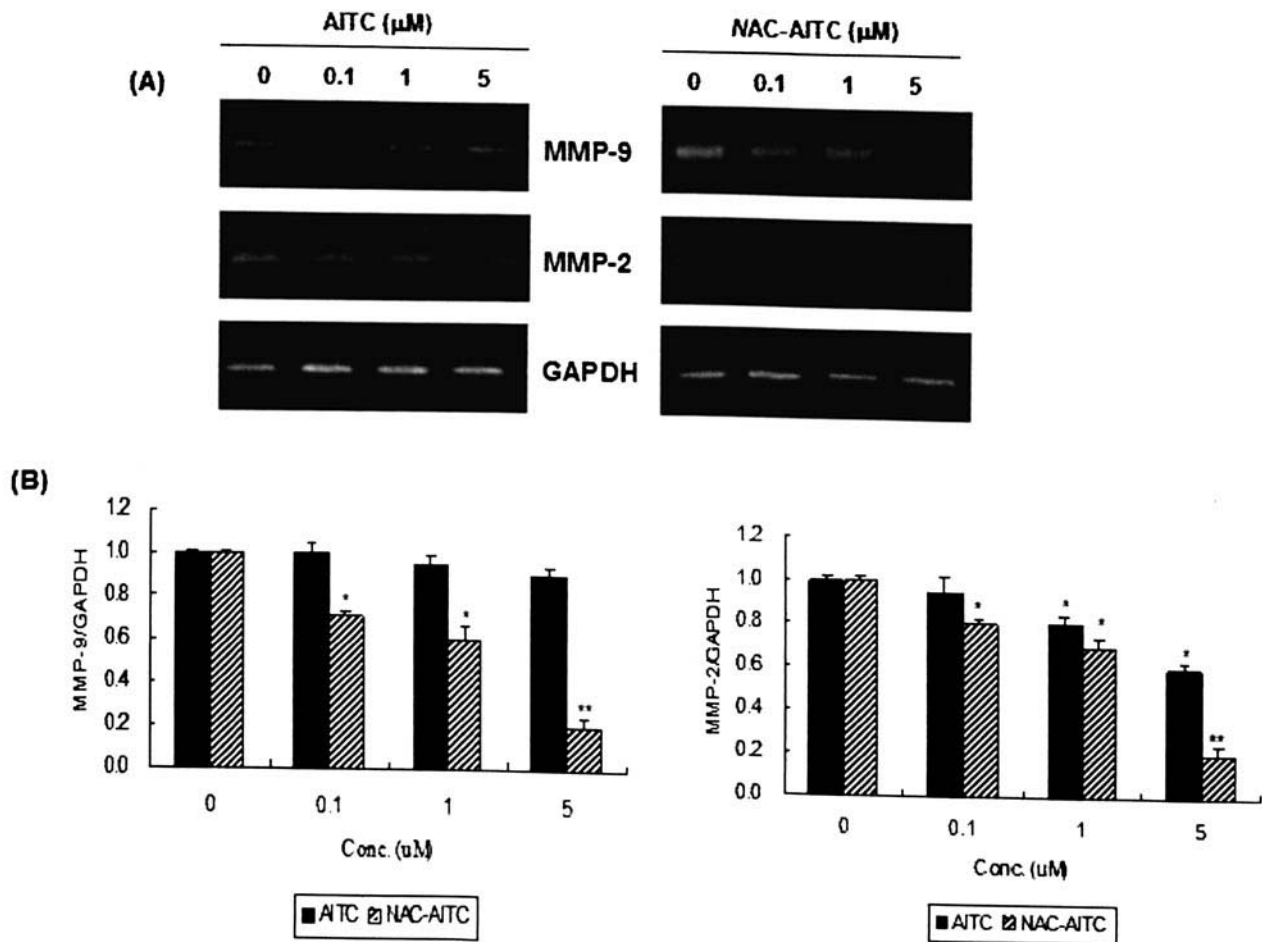 AITC (μM)
0 0.1 1 5
NAC-AITC (μM)
0 0.1 1 5
(A)
MMP-9
MMP-2
GAPDH
(B)
MMP-9/GAPDH
1.2
1.0
0.8
0.6
0.4
0.2
0.0
*
*
**
0 0.1 1 5
Conc. (uM)
AITC NAC-AITC
MMP-2/GAPDH
1.2
1.0
0.8
0.6
0.4
0.2
0.0
*
* *
*
**
0 0.1 1 5
Conc. (uM)
AITC NAC-AITC